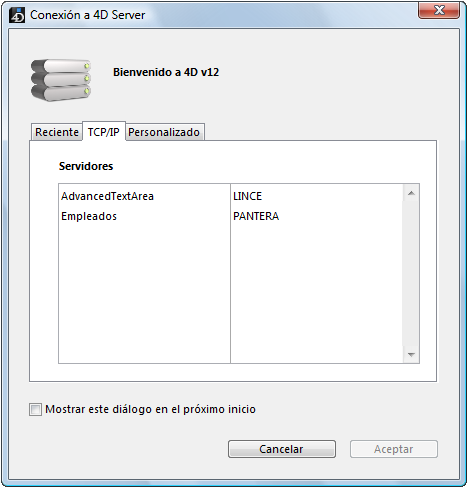 4D Conexión a 4D Server
Bienvenido a 4D v12
Reciente TCP/IP Personalizado
Servidores
AdvancedTextArea LINCE
Empleados PANTERA
Mostrar este diálogo en el próximo inicio
Cancelar Aceptar